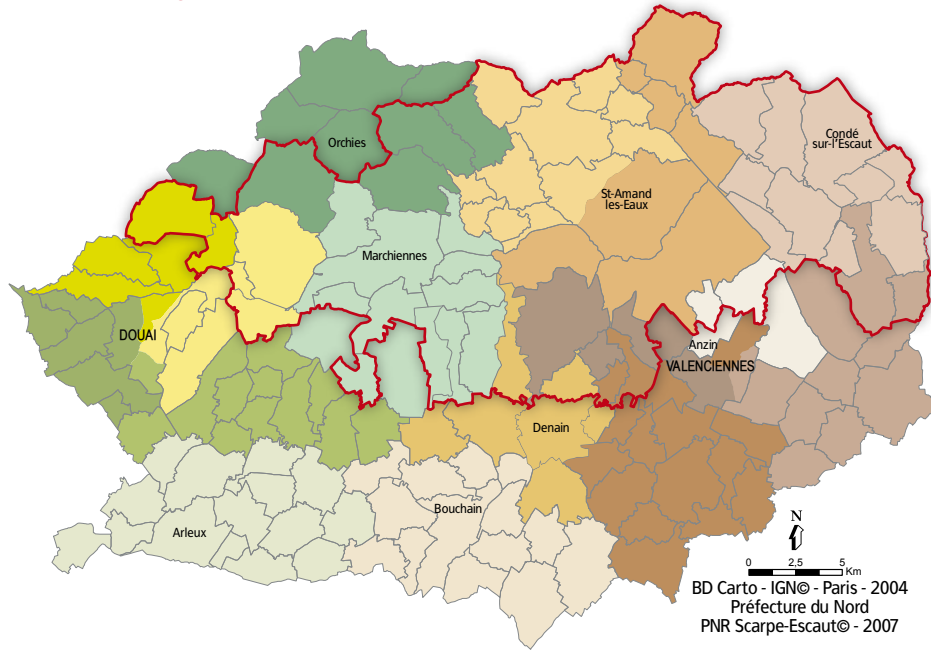 Orchies
Condé
sur-l'Escaut
St-Amand
les-Eaux
Marchiennes
DOUAI
Anzin
VALENCIENNES
Denain
Bouchain
Arleux
N
0 2,5 5
Km
BD Carto - IGN© - Paris - 2004
Préfecture du Nord
PNR Scarpe-Escaut© - 2007